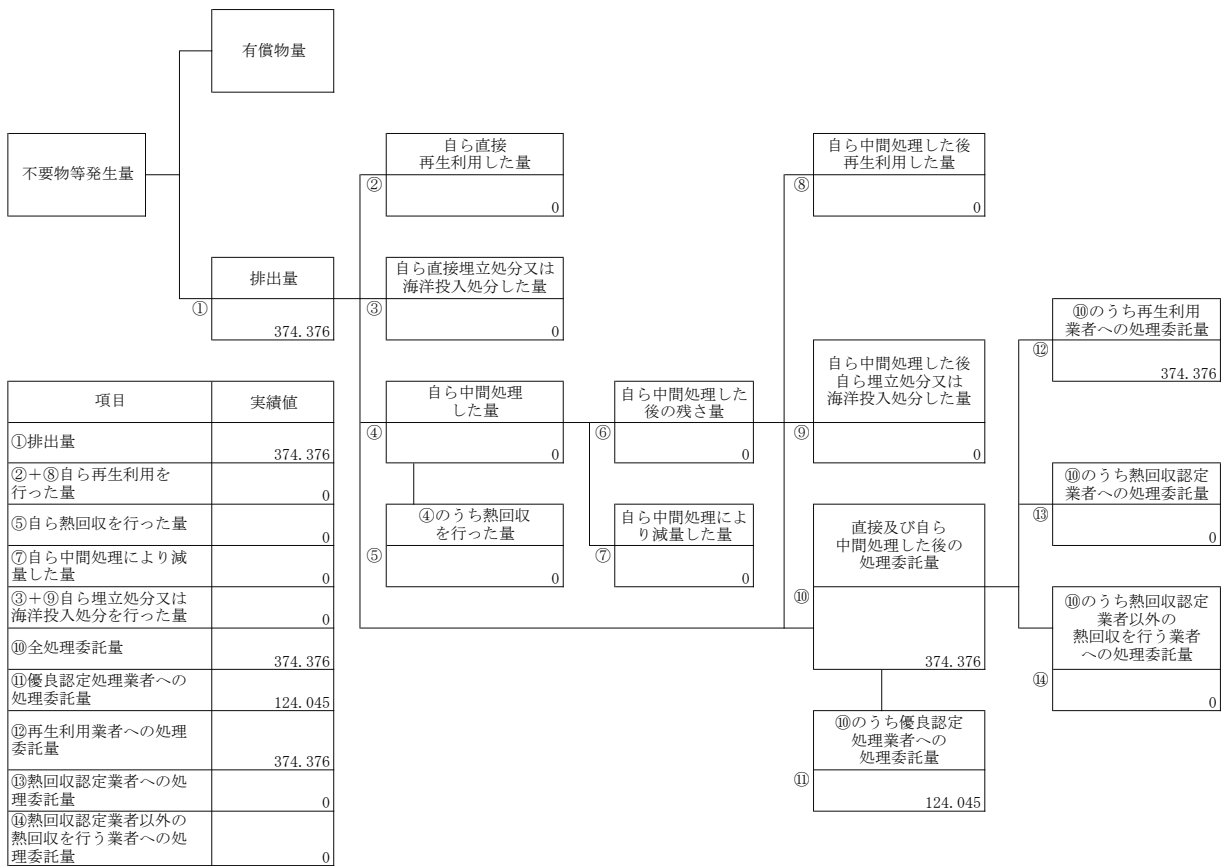 有償物量
不要物等発生量
自ら直接
再生利用した量
②
0
自ら中間処理した後
再生利用した量
⑧
0
排出量
①
374.376
自ら直接埋立処分又は
海洋投入処分した量
③
0
⑩のうち再生利用
業者への処理委託量
⑫
374.376
自ら中間処理
した量
④
0
自ら中間処理した
後の残さ量
⑥
0
自ら中間処理した後
自ら埋立処分又は
海洋投入処分した量
⑨
0
⑩のうち熱回収認定
業者への処理委託量
⑬
0
④のうち熱回収
を行った量
⑤
0
自ら中間処理によ
り減量した量
⑦
0
直接及び自ら
中間処理した後の
処理委託量
⑩
374.376
⑩のうち熱回収認定
業者以外の
熱回収を行う業者
への処理委託量
⑭
0
⑩のうち優良認定
処理業者への
処理委託量
⑪
124.045
項目 実績値
①排出量
374.376
②+⑧自ら再生利用を
行った量 0
⑤自ら熱回収を行った量
0
⑦自ら中間処理により減
量した量 0
③+⑨自ら埋立処分又は
海洋投入処分を行った量 0
⑩全処理委託量
374.376
⑪優良認定処理業者への
処理委託量 124.045
⑫再生利用業者への処理
委託量
374.376
⑬熱回収認定業者への処
理委託量 0
⑭熱回収認定業者以外の
熱回収を行う業者への処
理委託量 0